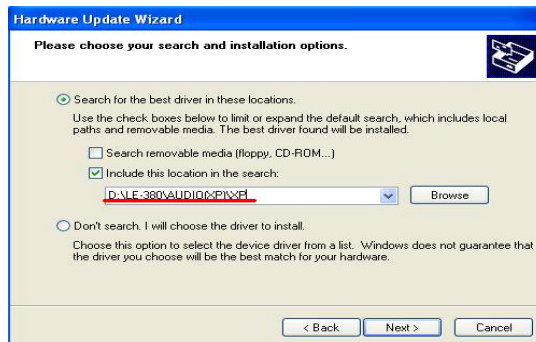 Hardware Update Wizard
Please choose your search and installation options.
Search for the best driver in these locations.
Use the check boxes below to limit or expand the default search, which includes local
paths and removable media. The best driver found will be installed.
Search removable media (floppy, CD-ROM...)
Include this location in the search:
D:\LE-380\AUDIO(XP)\XP
Browse
Don't search. I will choose the driver to install.
Choose this option to select the device driver from a list. Windows does not guarantee that
the driver you choose will be the best match for your hardware.
< Back
Next >
Cancel